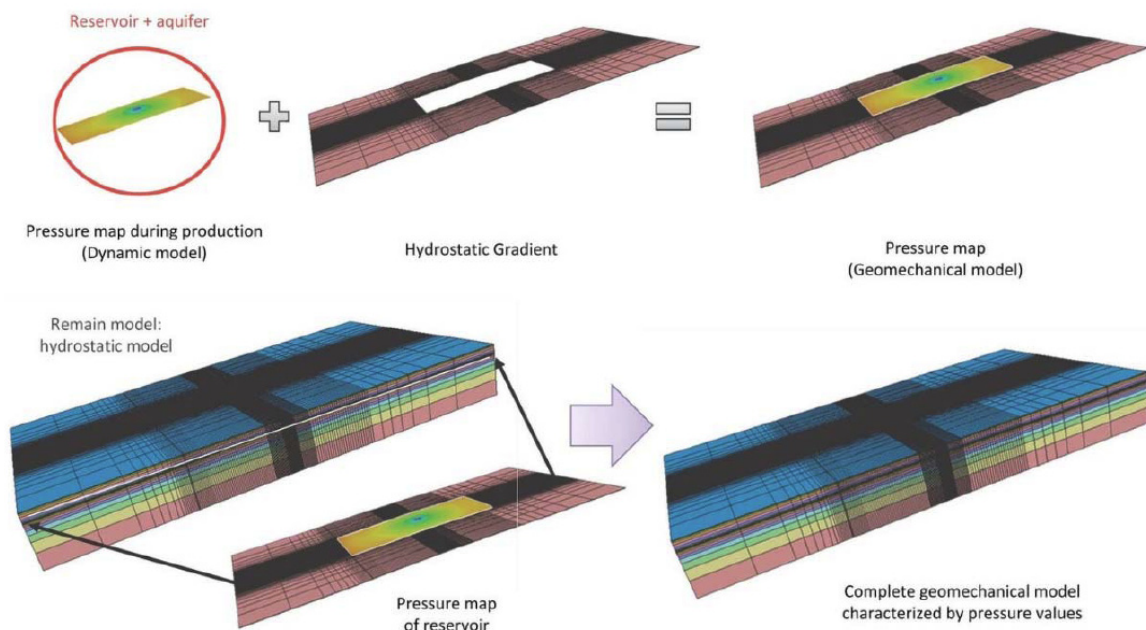 Reservoir + aquifer
Pressure map during production
(Dynamic model)
Hydrostatic Gradient
Pressure map
(Geomechanical model)
Remain model:
hydrostatic model
Pressure map
of reservoir
Complete geomechanical model
characterized by pressure values